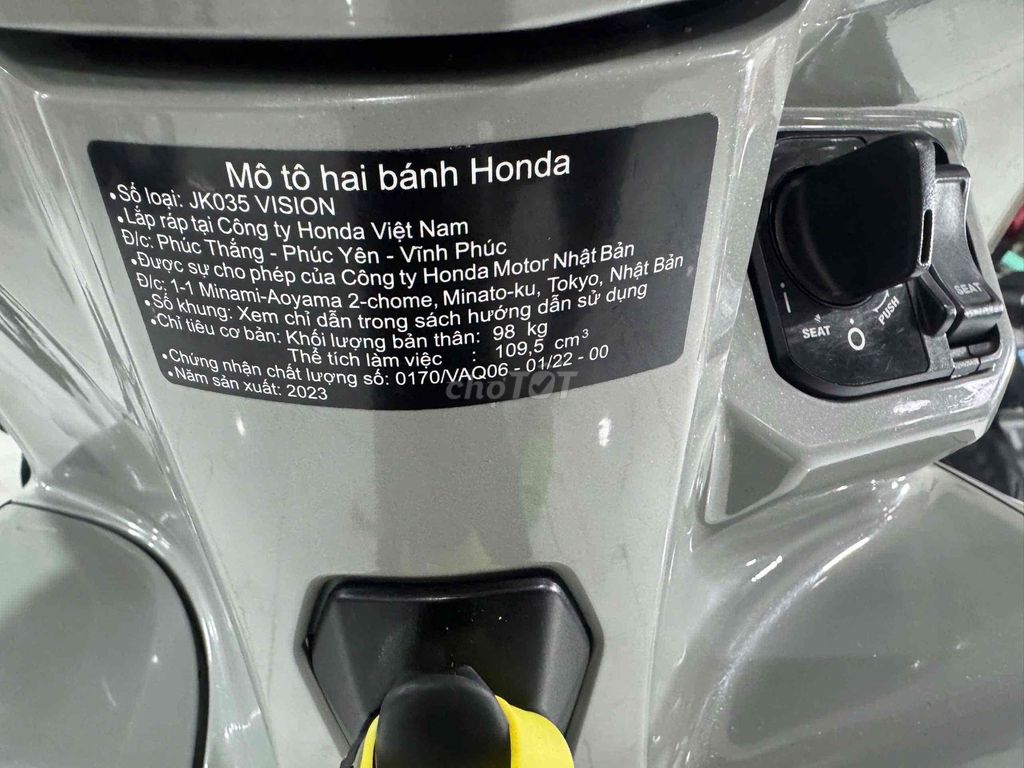 Mô tô hai bánh Honda
•Số loại: JK035 VISION
•Lắp ráp tại Công ty Honda Việt Nam
Đ/c: Phúc Thắng - Phúc Yên - Vĩnh Phúc
•Được sự cho phép của Công ty Honda Motor Nhật Bản
Đ/c: 1-1 Minami-Aoyama 2-chome, Minato-ku, Tokyo, Nhật Bản
•Số khung: Xem chỉ dẫn trong sách hướng dẫn sử dụng
•Chỉ tiêu cơ bản: Khối lượng bản thân: 98 kg
Thể tích làm việc : 109,5 cm³
•Chứng nhận chất lượng số: 0170/VAQ06 - 01/22 - 00
•Năm sản xuất: 2023
chợTỐT
SEAT
PUSH
SEAT